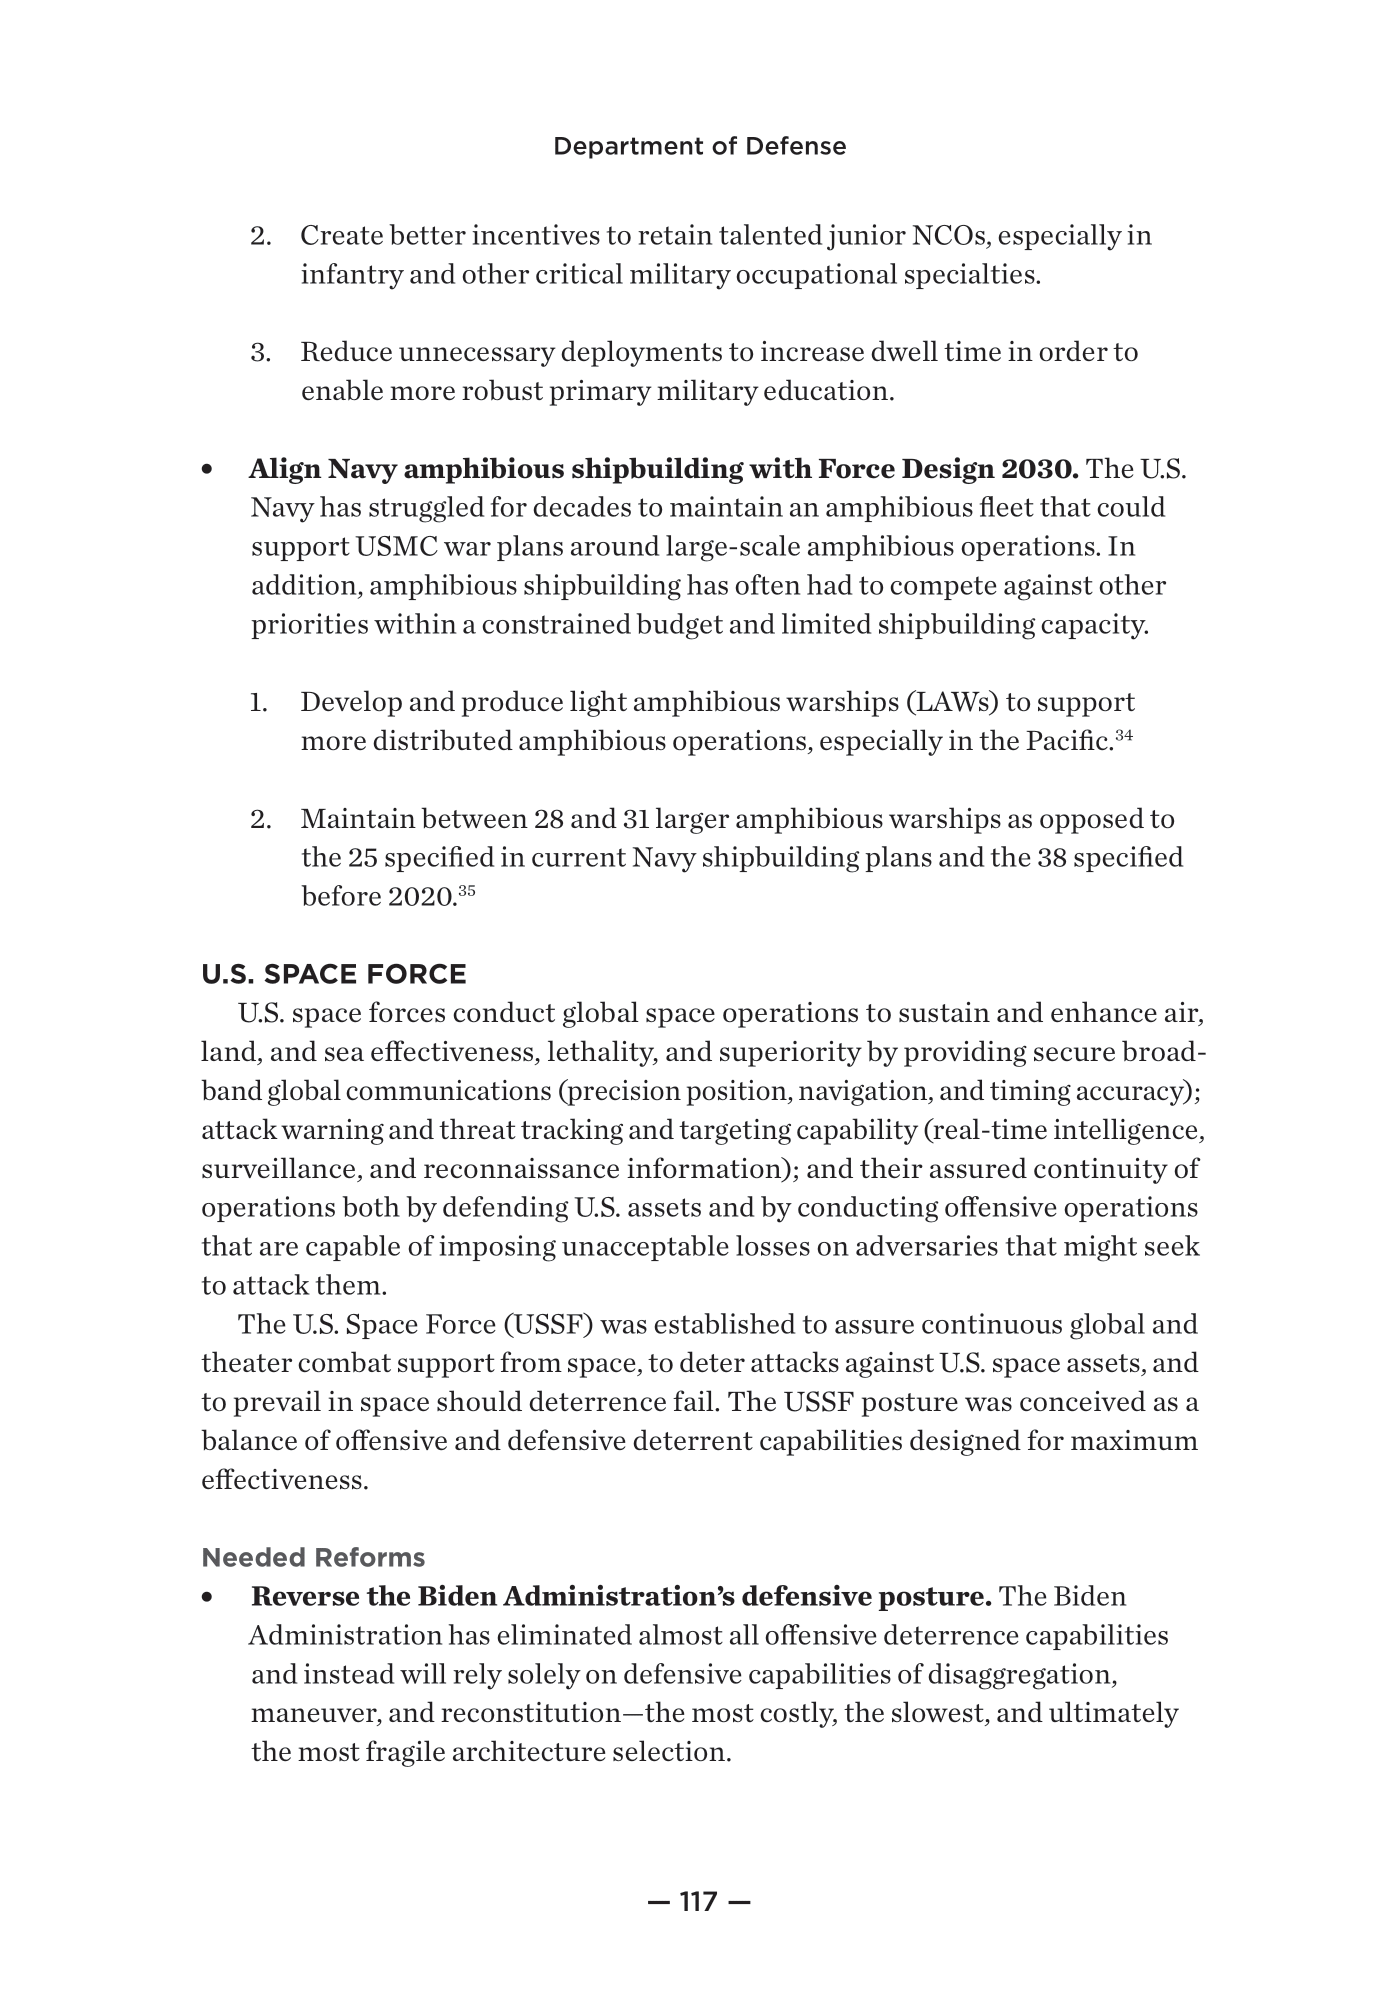 Department of Defense
2. Create better incentives to retain talented junior NCOs, especially in
infantry and other critical military occupational specialties.
3. Reduce unnecessary deployments to increase dwell time in order to
enable more robust primary military education.
• Align Navy amphibious shipbuilding with Force Design 2030. The U.S.
Navy has struggled for decades to maintain an amphibious fleet that could
support USMC war plans around large-scale amphibious operations. In
addition, amphibious shipbuilding has often had to compete against other
priorities within a constrained budget and limited shipbuilding capacity.
1. Develop and produce light amphibious warships (LAWs) to support
more distributed amphibious operations, especially in the Pacific.34
2. Maintain between 28 and 31 larger amphibious warships as opposed to
the 25 specified in current Navy shipbuilding plans and the 38 specified
before 2020.35
U.S. SPACE FORCE
U.S. space forces conduct global space operations to sustain and enhance air,
land, and sea effectiveness, lethality, and superiority by providing secure broad-
band global communications (precision position, navigation, and timing accuracy);
attack warning and threat tracking and targeting capability (real-time intelligence,
surveillance, and reconnaissance information); and their assured continuity of
operations both by defending U.S. assets and by conducting offensive operations
that are capable of imposing unacceptable losses on adversaries that might seek
to attack them.
The U.S. Space Force (USSF) was established to assure continuous global and
theater combat support from space, to deter attacks against U.S. space assets, and
to prevail in space should deterrence fail. The USSF posture was conceived as a
balance of offensive and defensive deterrent capabilities designed for maximum
effectiveness.
Needed Reforms
• Reverse the Biden Administration’s defensive posture. The Biden
Administration has eliminated almost all offensive deterrence capabilities
and instead will rely solely on defensive capabilities of disaggregation,
maneuver, and reconstitution—the most costly, the slowest, and ultimately
the most fragile architecture selection.
— 117 —